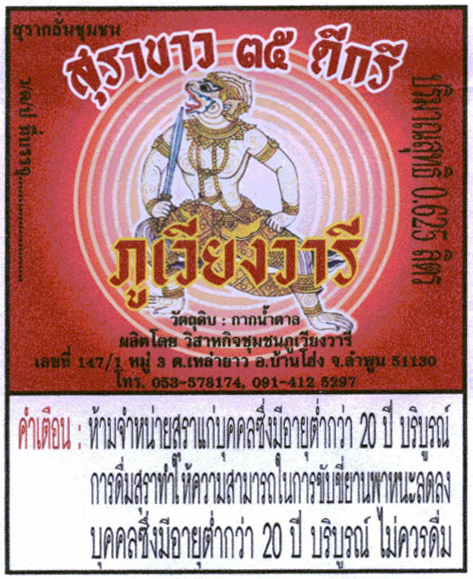 สุรากลั่นชุมชน
สุราขาว ๓๕ ดีกรี
ว/ด/ป ที่บรรจุ
ปริมาณสุทธิ 0.625 ลิตร
ภูเวียงวารี
วัตถุดิบ : กากน้ำตาล
ผลิตโดย วิสาหกิจชุมชนภูเวียงวารี
เลขที่ 147/1 หมู่ 3 ต.เหล่ายาว อ.บ้านโฮ่ง จ.ลำพูน 51130
โทร. 053-578174, 091-412 5297
คำเตือน : ห้ามจำหน่ายสุราแก่บุคคลซึ่งมีอายุต่ำกว่า 20 ปี บริบูรณ์
การดื่มสุราทำให้ความสามารถในการขับขี่ยานพาหนะลดลง
บุคคลซึ่งมีอายุต่ำกว่า 20 ปี บริบูรณ์ ไม่ควรดื่ม